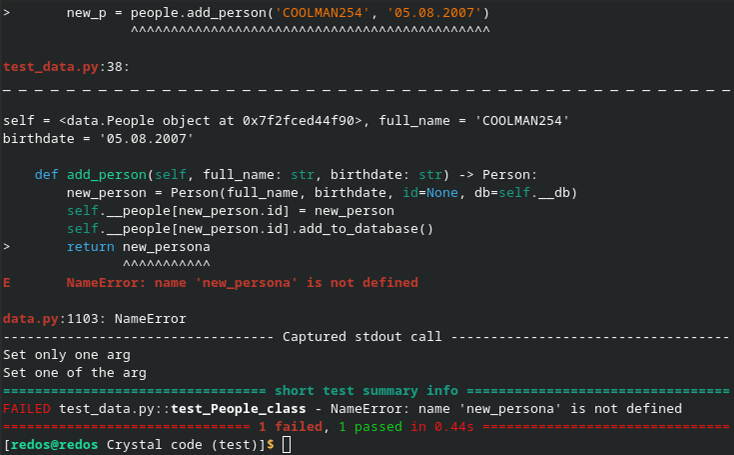 >       new_p = people.add_person('COOLMAN254', '05.08.2007')
                ^^^^^^^^^^^^^^^^^^^^^^^^^^^^^^^^^^^^^^^^^^^^^
test_data.py:38:
_ _ _ _ _ _ _ _ _ _ _ _ _ _ _ _ _ _ _ _ _ _ _ _ _ _ _ _ _ _ _ _ _ _ _ _ _ _ _ _ _ _ _ _ _ _
self = <data.People object at 0x7f2fced44f90>, full_name = 'COOLMAN254'
birthdate = '05.08.2007'
    def add_person(self, full_name: str, birthdate: str) -> Person:
        new_person = Person(full_name, birthdate, id=None, db=self.__db)
        self.__people[new_person.id] = new_person
        self.__people[new_person.id].add_to_database()
>       return new_persona
               ^^^^^^^^^^^
E       NameError: name 'new_persona' is not defined
data.py:1103: NameError
---------------------------------- Captured stdout call -----------------------------------
Set only one arg
Set one of the arg
================================= short test summary info =================================
FAILED test_data.py::test_People_class - NameError: name 'new_persona' is not defined
=============================== 1 failed, 1 passed in 0.44s ===============================
[redos@redos Crystal code (test)]$